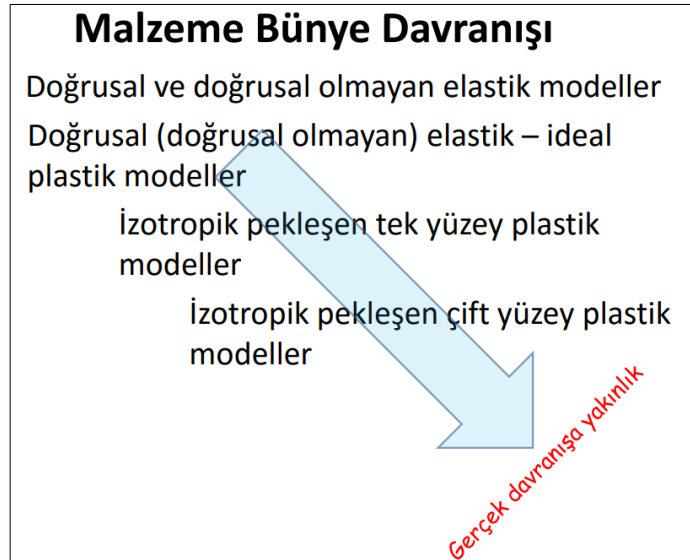 Malzeme Bünye Davranışı
Doğrusal ve doğrusal olmayan elastik modeller
Doğrusal (doğrusal olmayan) elastik – ideal
plastik modeller
İzotropik pekleşen tek yüzey plastik
modeller
İzotropik pekleşen çift yüzey plastik
modeller
Gerçek davranışa yakınlık